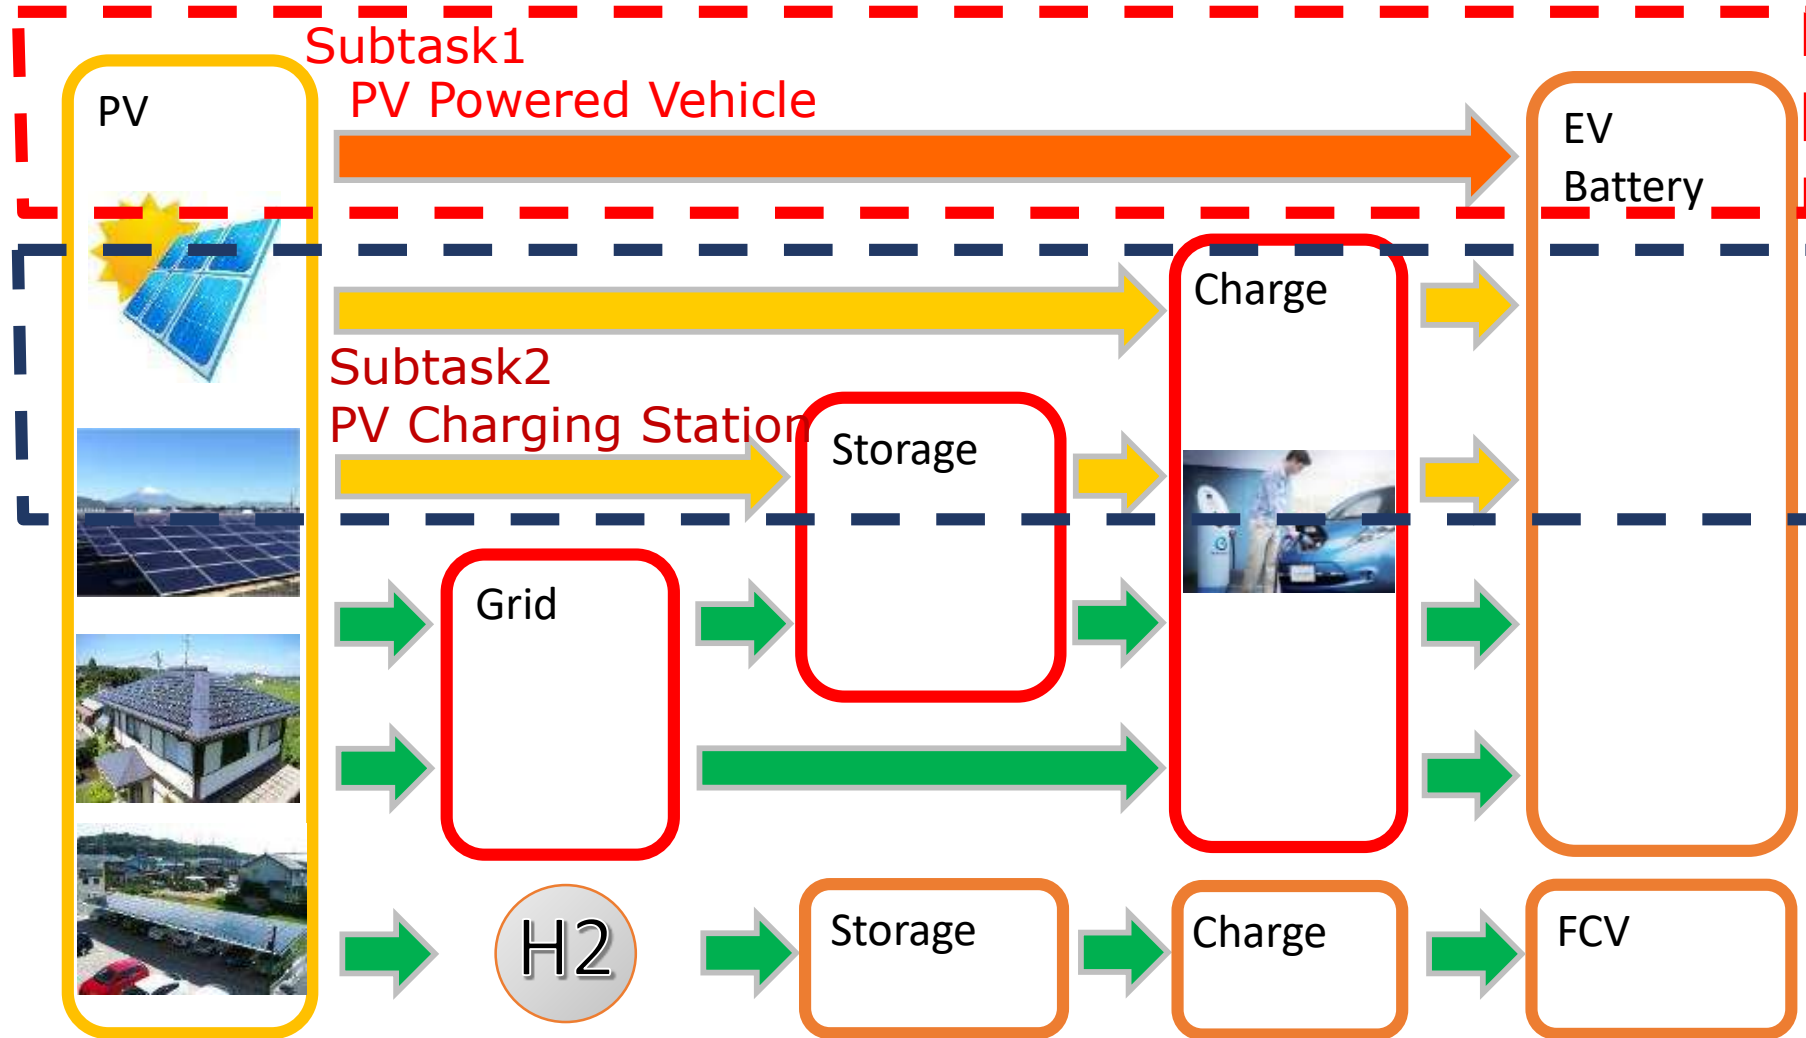 Subtask1
PV Powered Vehicle
PV
EV
Battery
Charge
Subtask2
PV Charging Station
Storage
Grid
H2
Storage
Charge
FCV